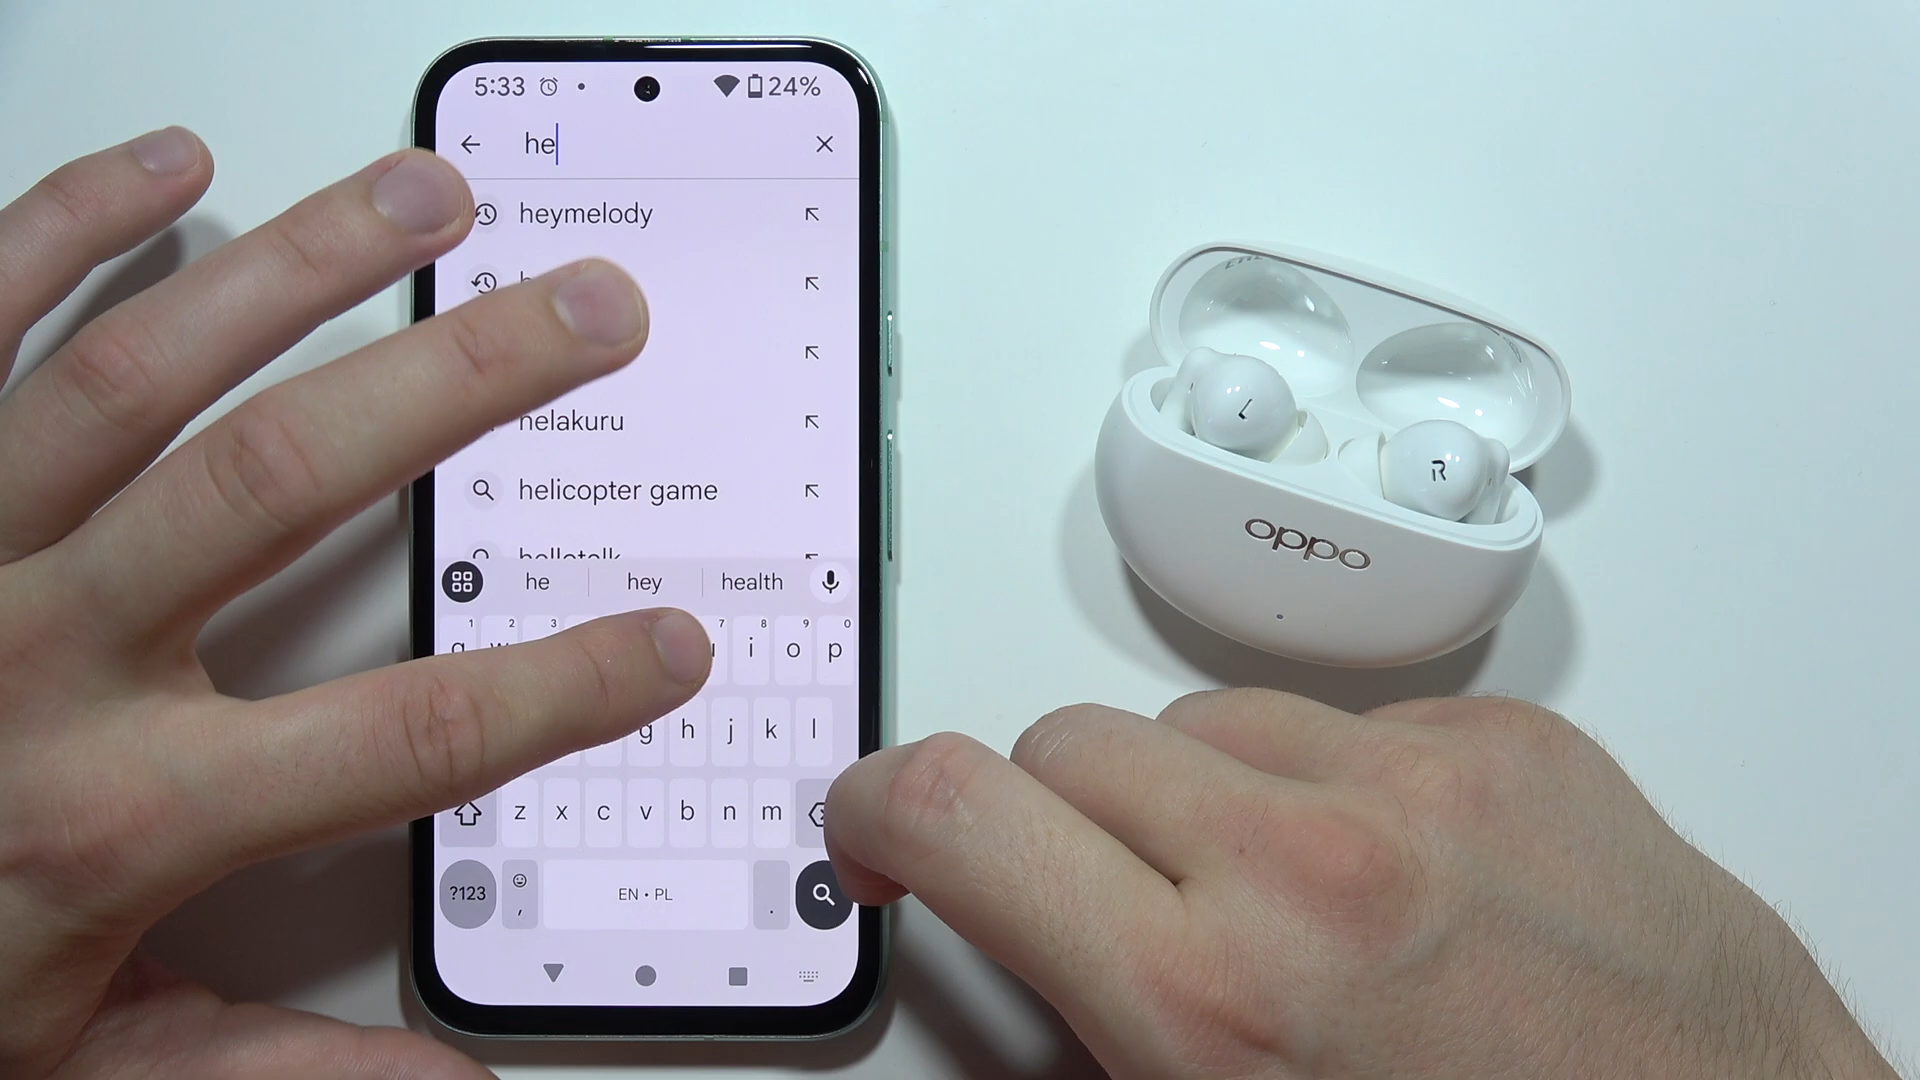 5:33 24%
he
heymelody
helakuru
helicopter game
hellotalk
he hey health
1 2 3 7 8 9 0
q w i o p
g h j k l
z x c v b n m
?123 , EN • PL .
L
R
oppo